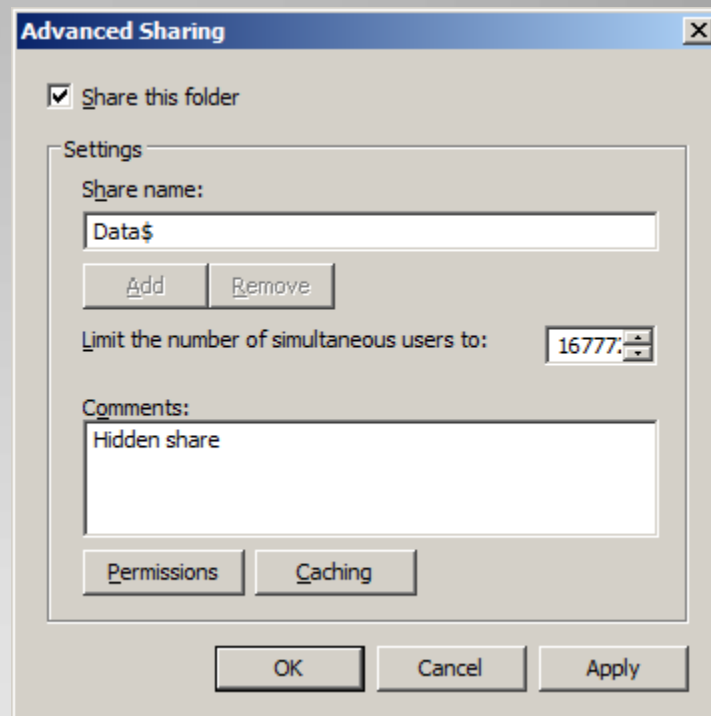 Advanced Sharing
Share this folder
Settings
Share name:
Data$
Add Remove
Limit the number of simultaneous users to:
Comments:
Hidden share
Permissions Caching
OK Cancel Apply